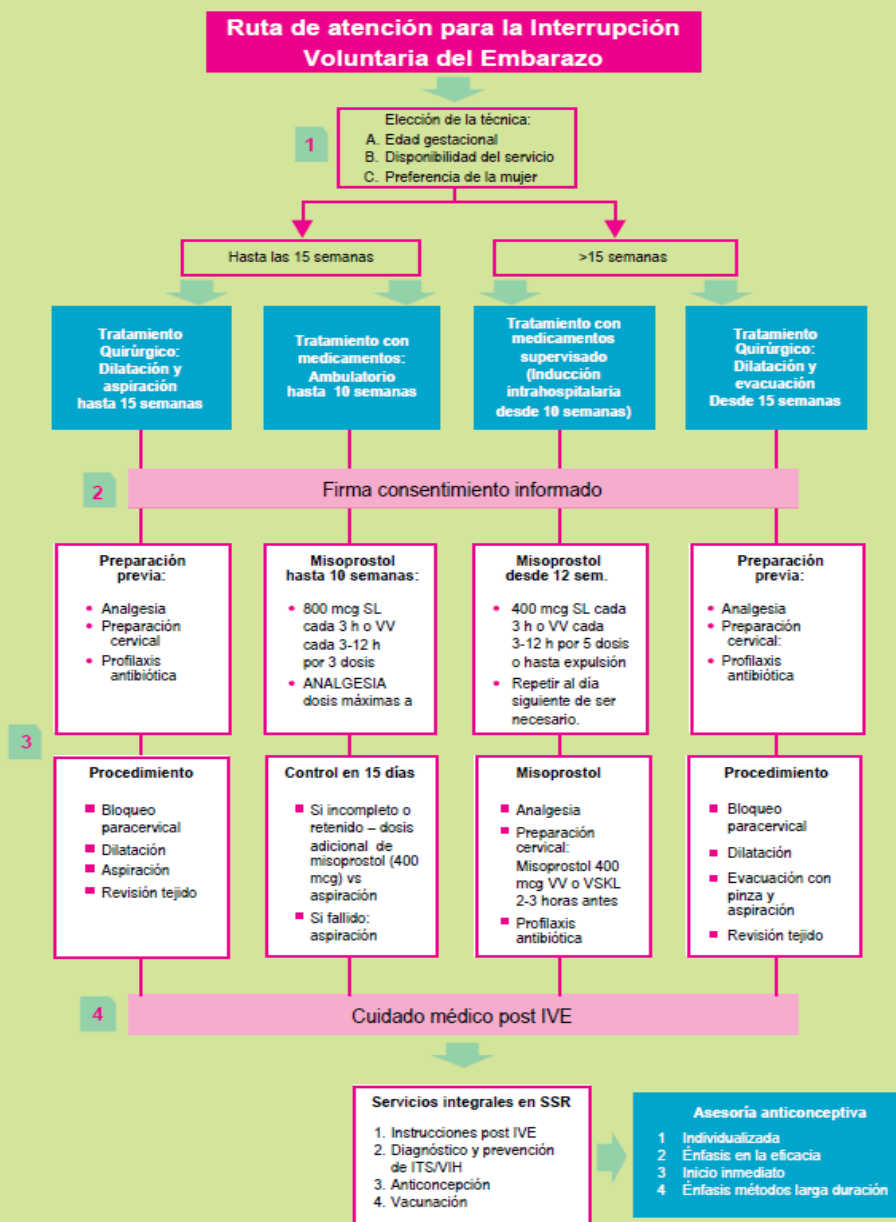 Ruta de atención para la Interrupción
Voluntaria del Embarazo
1
Elección de la técnica:
A. Edad gestacional
B. Disponibilidad del servicio
C. Preferencia de la mujer
Hasta las 15 semanas
>15 semanas
Tratamiento
Quirúrgico:
Dilatación y
aspiración
hasta 15 semanas
Tratamiento con
medicamentos:
Ambulatorio
hasta 10 semanas
Tratamiento con
medicamentos
supervisado
(Inducción
intrahospitalaria
desde 10 semanas)
Tratamiento
Quirúrgico:
Dilatación y
evacuación
Desde 15 semanas
2
Firma consentimiento informado
3
Preparación
previa:
• Analgesia
• Preparación
cervical
• Profilaxis
antibiótica
Misoprostol
hasta 10 semanas:
• 800 mcg SL
cada 3 h o VV
cada 3-12 h
por 3 dosis
• ANALGESIA
dosis máximas a
Misoprostol
desde 12 sem.
• 400 mcg SL cada
3 h o VV cada
3-12 h por 5 dosis
o hasta expulsión
• Repetir al día
siguiente de ser
necesario.
Preparación
previa:
• Analgesia
• Preparación
cervical:
• Profilaxis
antibiótica
Procedimiento
■ Bloqueo
paracervical
■ Dilatación
■ Aspiración
■ Revisión tejido
Control en 15 días
■ Si incompleto o
retenido – dosis
adicional de
misoprostol (400
mcg) vs
aspiración
■ Si fallido:
aspiración
Misoprostol
■ Analgesia
■ Preparación
cervical:
Misoprostol 400
mcg VV o VSKL
2-3 horas antes
■ Profilaxis
antibiótica
Procedimiento
■ Bloqueo
paracervical
■ Dilatación
■ Evacuación con
pinza y
aspiración
■ Revisión tejido
4
Cuidado médico post IVE
Servicios integrales en SSR
1. Instrucciones post IVE
2. Diagnóstico y prevención
de ITS/VIH
3. Anticoncepción
4. Vacunación
Asesoría anticonceptiva
1 Individualizada
2 Énfasis en la eficacia
3 Inicio inmediato
4 Énfasis métodos larga duración